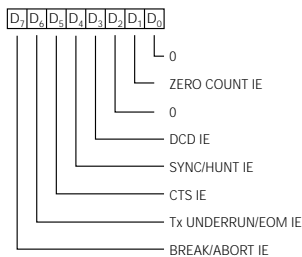 D₇ D₆ D₅ D₄ D₃ D₂ D₁ D₀
0
ZERO COUNT IE
0
DCD IE
SYNC/HUNT IE
CTS IE
Tx UNDERRUN/EOM IE
BREAK/ABORT IE